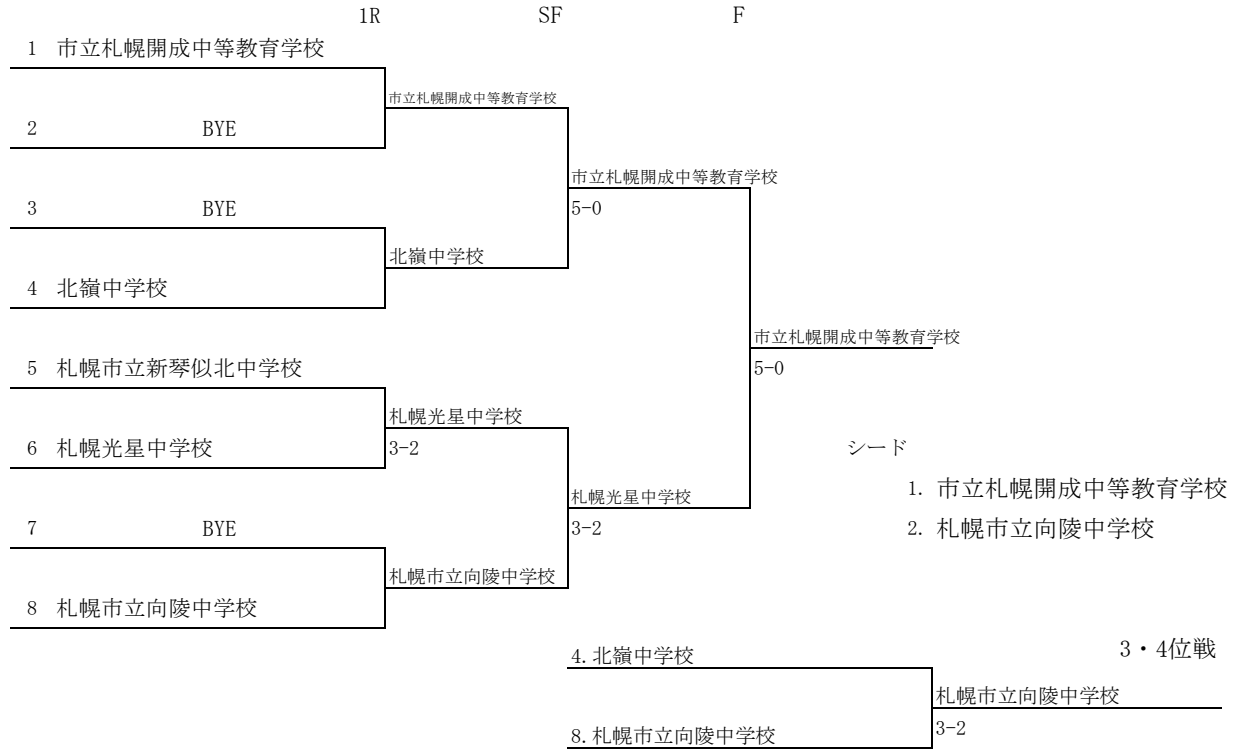 1R SF F
1 市立札幌開成中等教育学校
市立札幌開成中等教育学校
2 BYE
市立札幌開成中等教育学校
3 BYE
5-0
北嶺中学校
4 北嶺中学校
市立札幌開成中等教育学校
5 札幌市立新琴似北中学校
5-0
札幌光星中学校
6 札幌光星中学校
3-2
シード
1. 市立札幌開成中等教育学校
札幌光星中学校
7 BYE
3-2
2. 札幌市立向陵中学校
札幌市立向陵中学校
8 札幌市立向陵中学校
3・4位戦
4.北嶺中学校
札幌市立向陵中学校
3-2
8.札幌市立向陵中学校